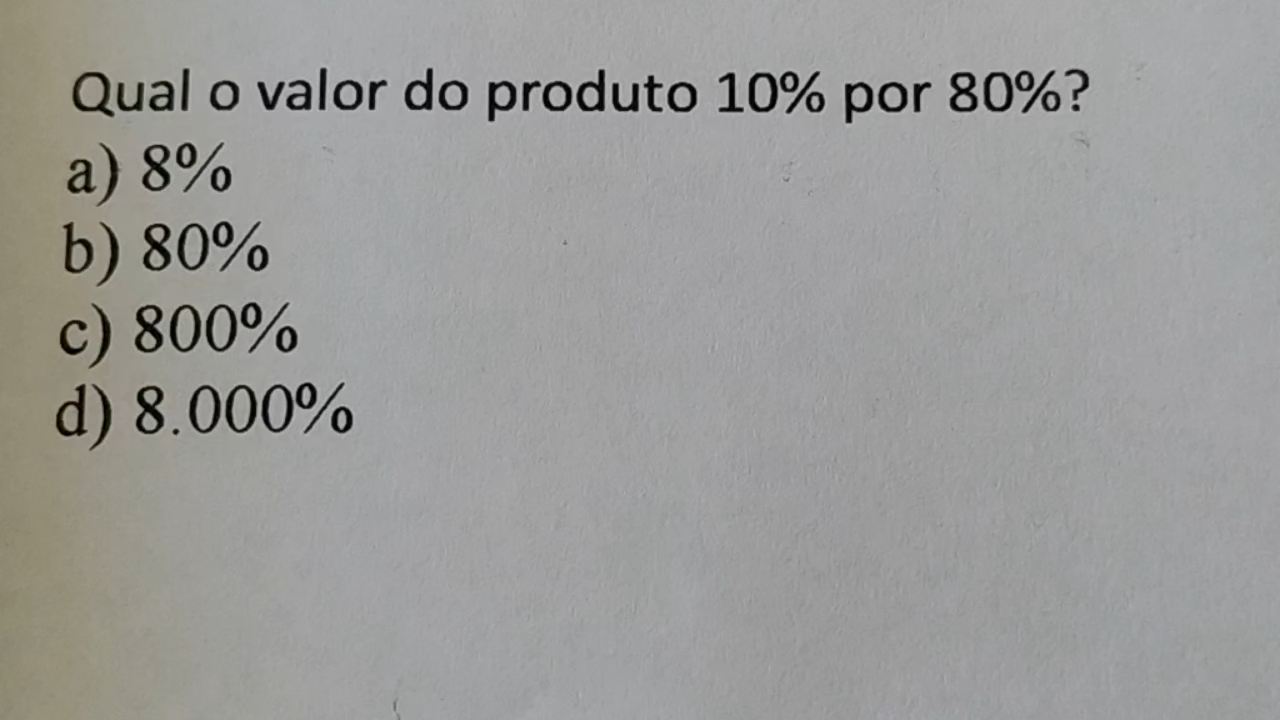 Qual o valor do produto 10% por 80%?
a) 8%
b) 80%
c) 800%
d) 8.000%